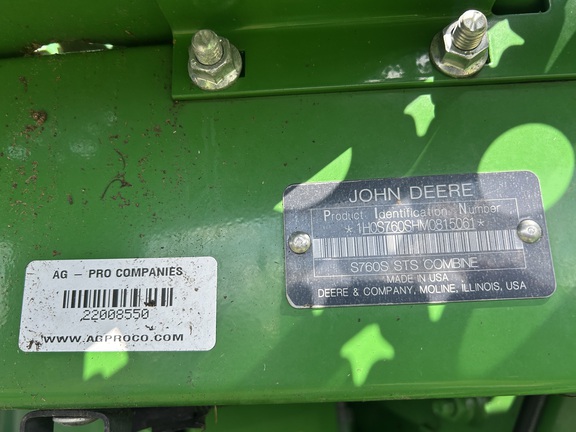 JOHN DEERE
Product Identification Number
*1H0S760SHM0815061*
S760S STS COMBINE
MADE IN USA
DEERE & COMPANY, MOLINE, ILLINOIS, USA
AG - PRO COMPANIES
22008550
WWW.AGPROCO.COM